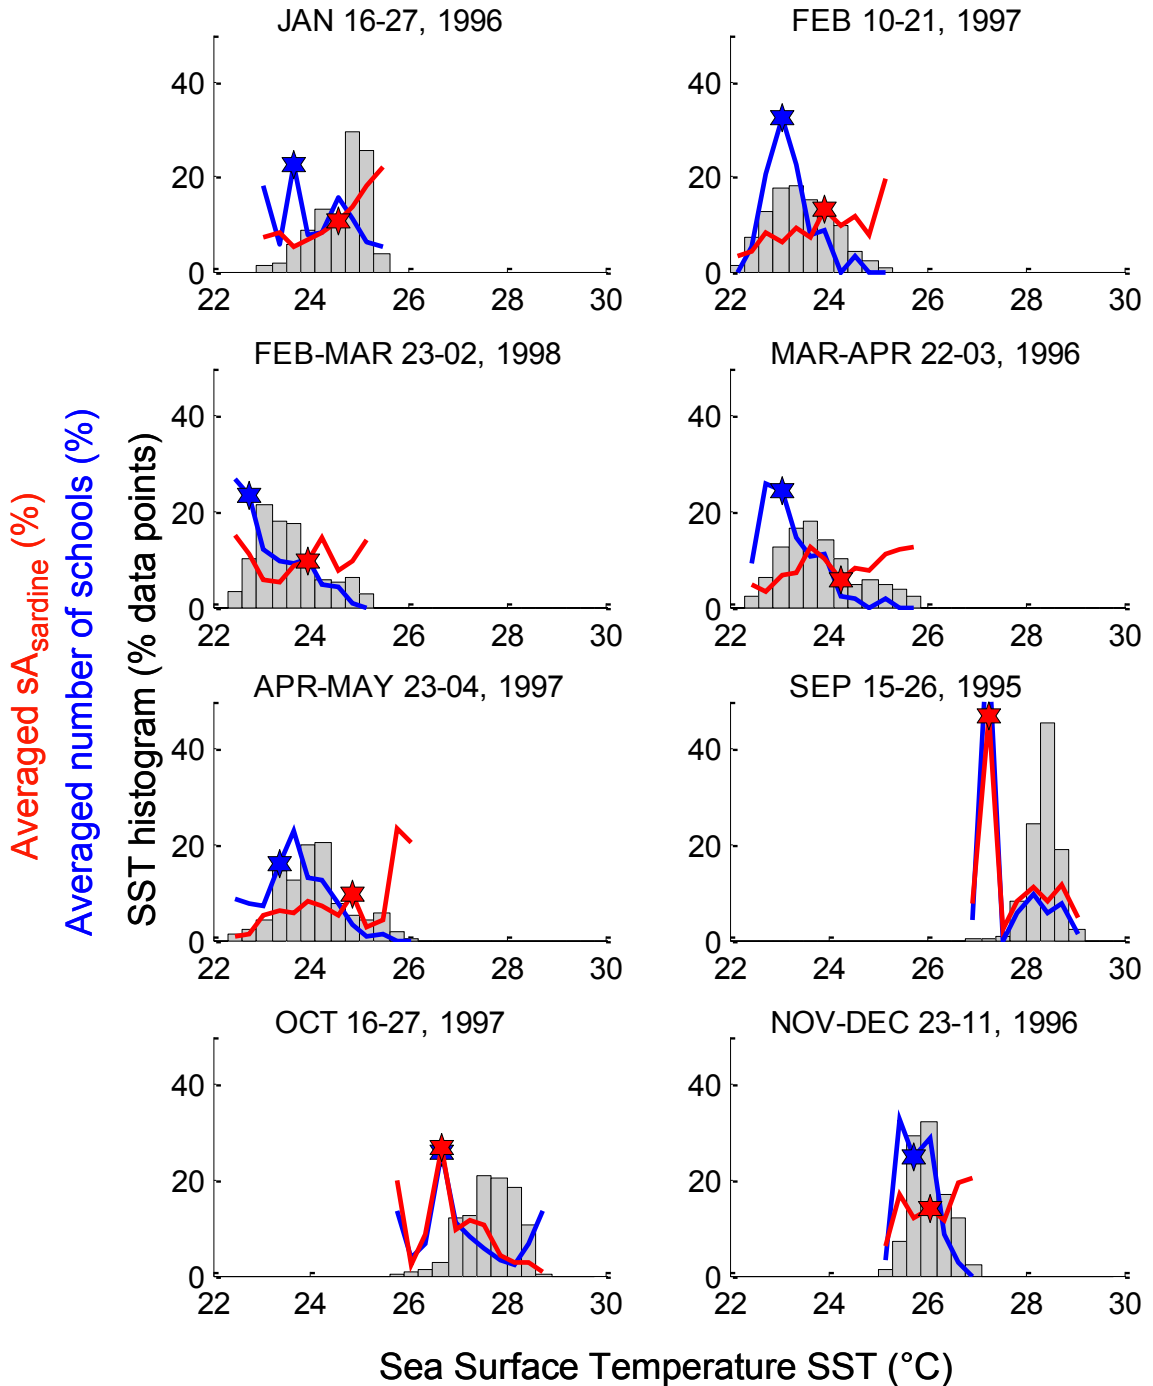 Averaged sA_sardine (%)
Averaged number of schools (%)
SST histogram (% data points)
JAN 16-27, 1996
40
20
0
22 24 26 28 30
FEB 10-21, 1997
40
20
0
22 24 26 28 30
FEB-MAR 23-02, 1998
40
20
0
22 24 26 28 30
MAR-APR 22-03, 1996
40
20
0
22 24 26 28 30
APR-MAY 23-04, 1997
40
20
0
22 24 26 28 30
SEP 15-26, 1995
40
20
0
22 24 26 28 30
OCT 16-27, 1997
40
20
0
22 24 26 28 30
NOV-DEC 23-11, 1996
40
20
0
22 24 26 28 30
Sea Surface Temperature SST (°C)